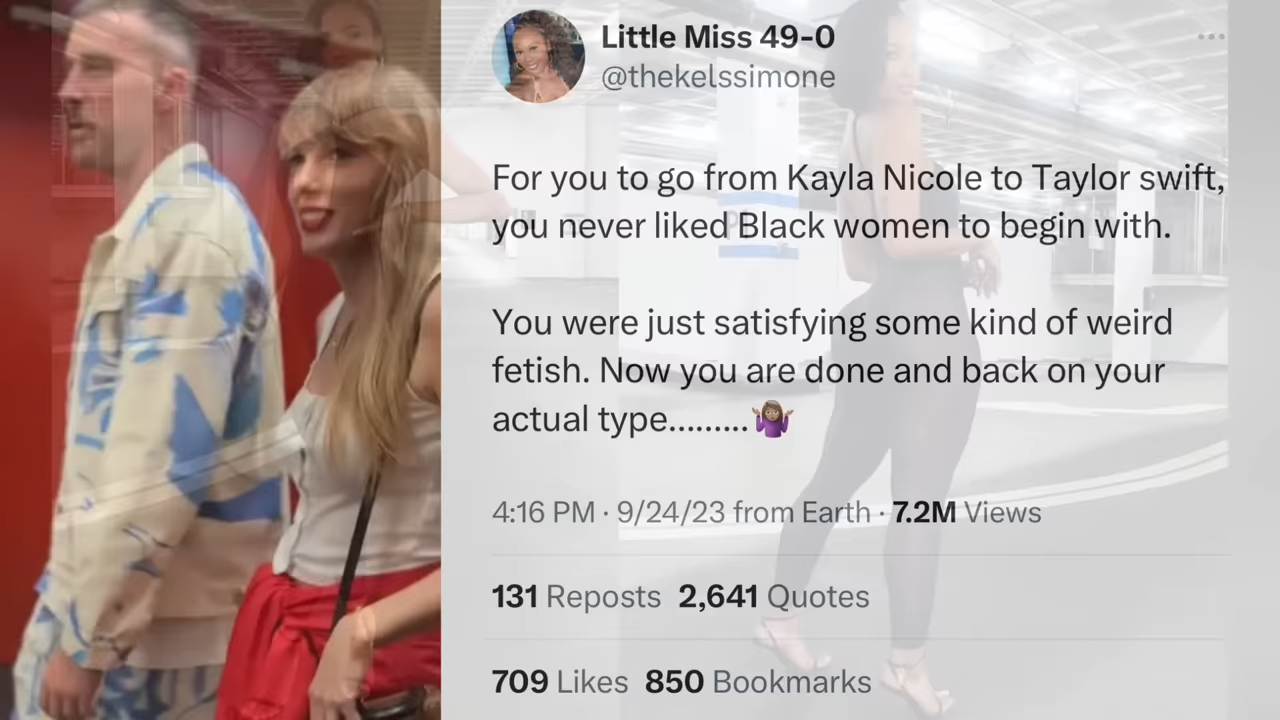 Little Miss 49-0
@thekelssimone
For you to go from Kayla Nicole to Taylor swift,
you never liked Black women to begin with.
You were just satisfying some kind of weird
fetish. Now you are done and back on your
actual type.........🤷🏽‍♀️
4:16 PM · 9/24/23 from Earth · 7.2M Views
131 Reposts 2,641 Quotes
709 Likes 850 Bookmarks